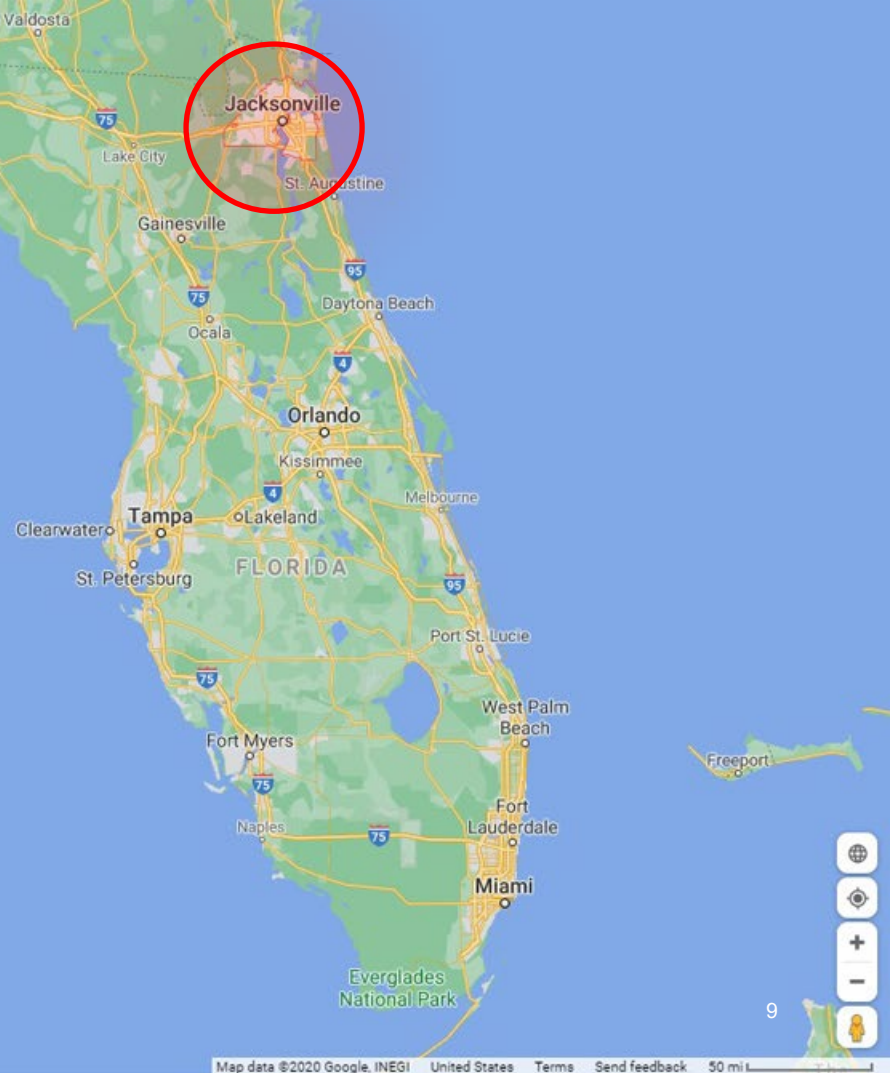 Valdosta
Jacksonville
75
Lake City
St. Augustine
Gainesville
95
75
Daytona Beach
Ocala
4
Orlando
Kissimmee
4
Melbourne
Clearwater
Tampa
Lakeland
FLORIDA
St. Petersburg
95
Port St. Lucie
75
West Palm
Beach
Fort Myers
Freeport
75
Fort
Lauderdale
Naples
75
Miami
Everglades
National Park
9
Map data ©2020 Google, INEGI United States Terms Send feedback 50 mi